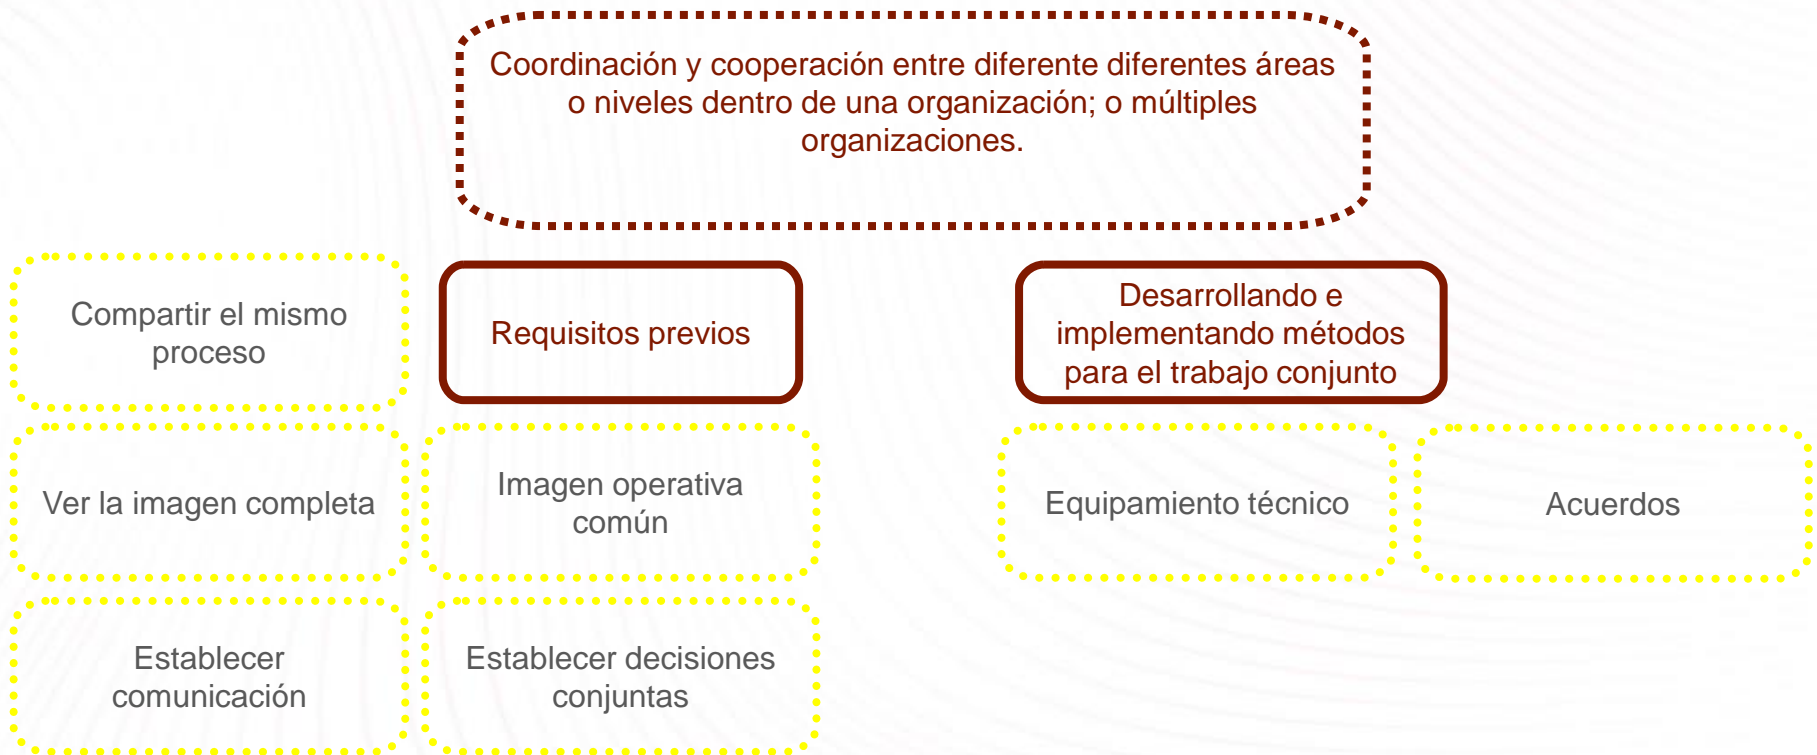 Coordinación y cooperación entre diferente diferentes áreas
o niveles dentro de una organización; o múltiples
organizaciones.
Compartir el mismo
proceso
Requisitos previos
Desarrollando e
implementando métodos
para el trabajo conjunto
Ver la imagen completa
Imagen operativa
común
Equipamiento técnico
Acuerdos
Establecer
comunicación
Establecer decisiones
conjuntas